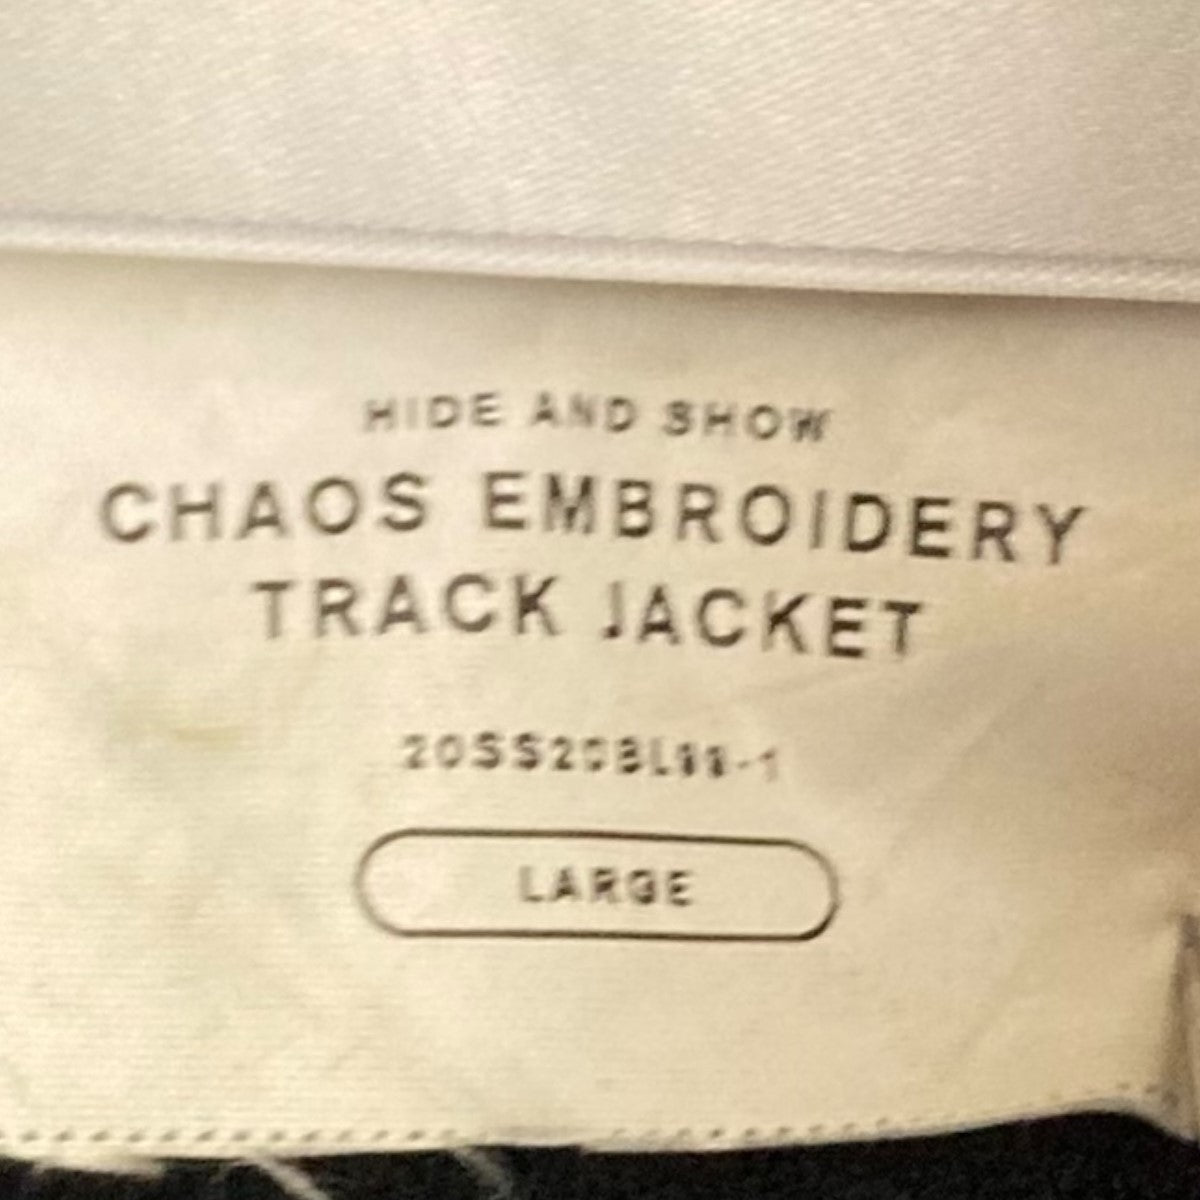 HIDE AND SHOW
CHAOS EMBROIDERY
TRACK JACKET
LARGE